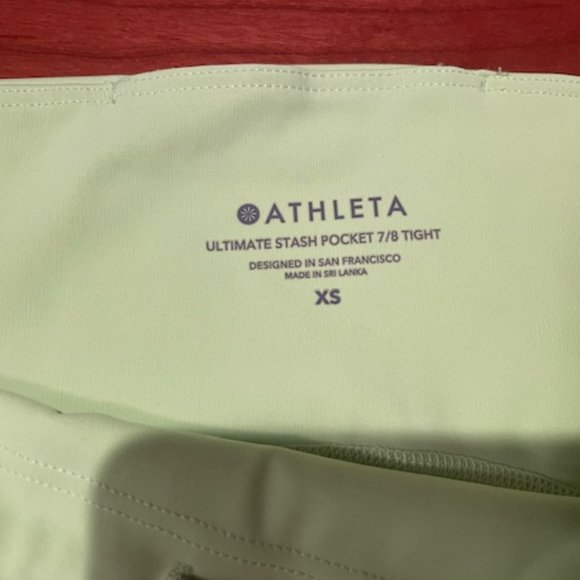 ATHLETA
ULTIMATE STASH POCKET 7/8 TIGHT
DESIGNED IN SAN FRANCISCO
MADE IN SRI LANKA
XS